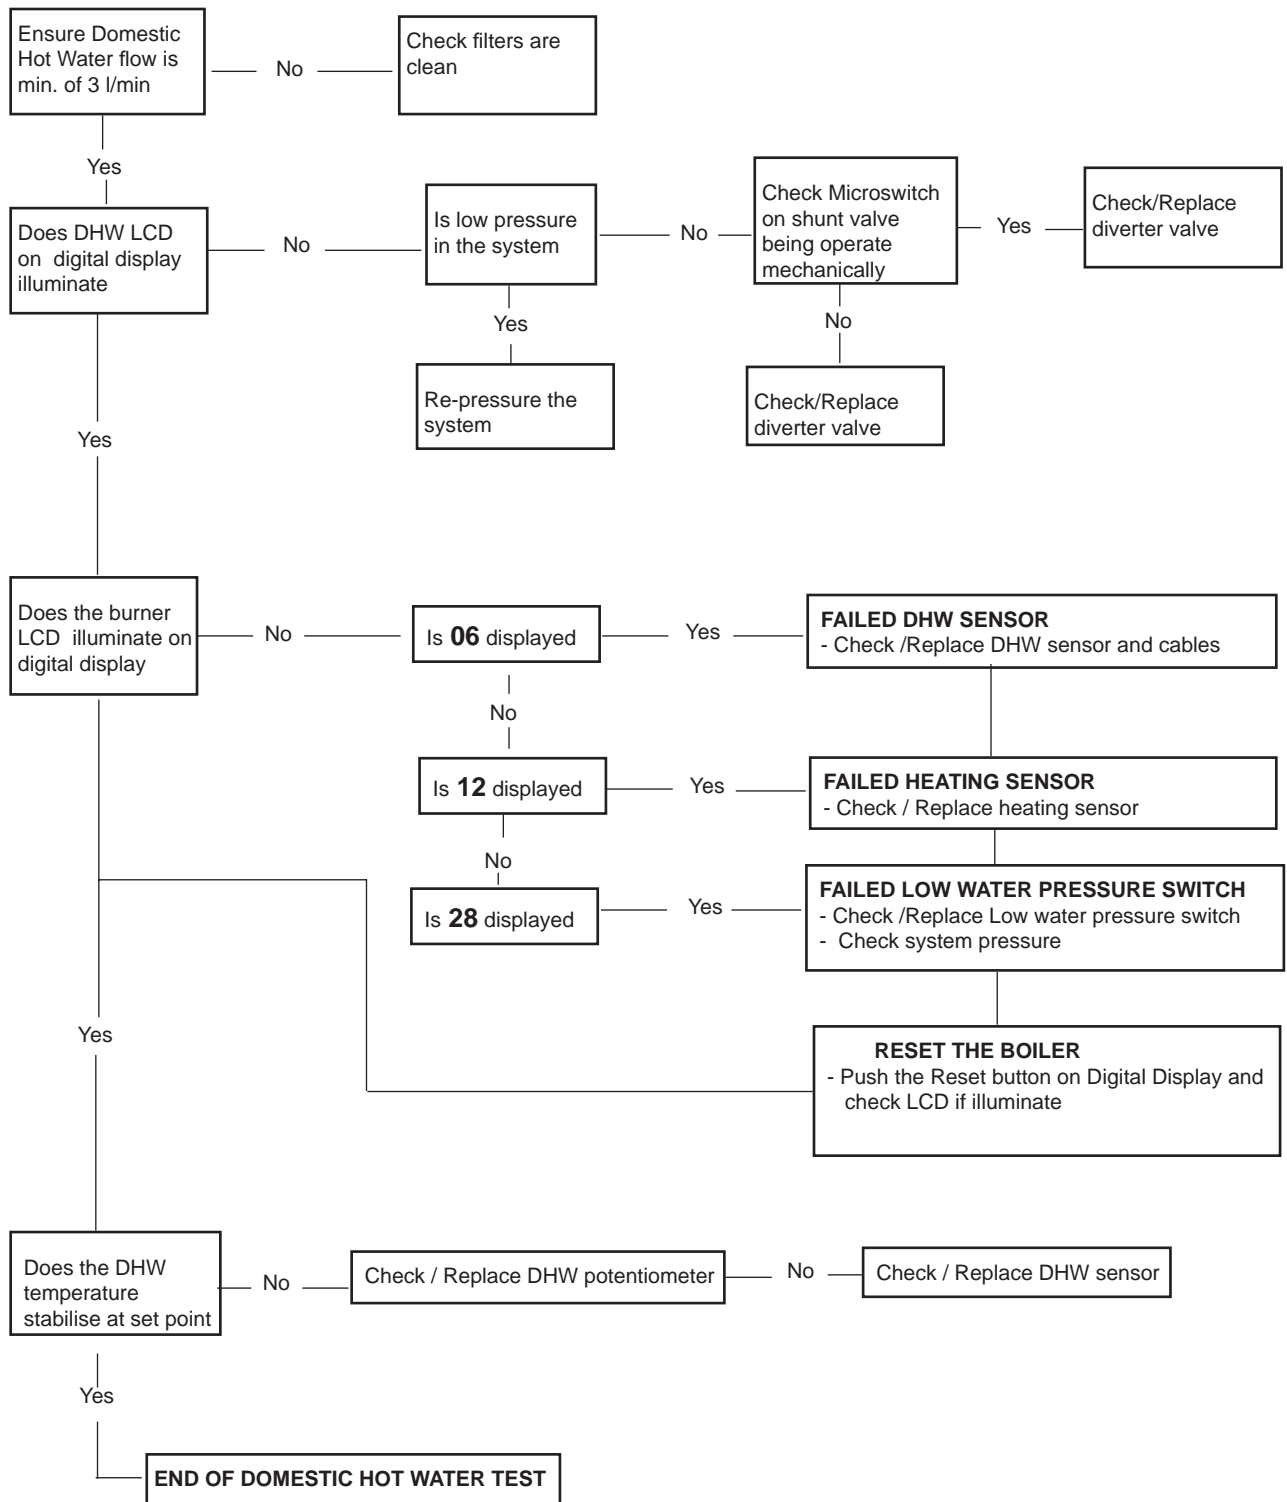 Ensure Domestic
Hot Water flow is
min. of 3 l/min
No
Check filters are
clean
Yes
Does DHW LCD
on digital display
illuminate
No
Is low pressure
in the system
No
Check Microswitch
on shunt valve
being operate
mechanically
Yes
Check/Replace
diverter valve
Yes
Re-pressure the
system
No
Check/Replace
diverter valve
Yes
Does the burner
LCD illuminate on
digital display
No
Is 06 displayed
Yes
FAILED DHW SENSOR
- Check /Replace DHW sensor and cables
No
Is 12 displayed
Yes
FAILED HEATING SENSOR
- Check / Replace heating sensor
No
Is 28 displayed
Yes
FAILED LOW WATER PRESSURE SWITCH
- Check /Replace Low water pressure switch
- Check system pressure
Yes
RESET THE BOILER
- Push the Reset button on Digital Display and
check LCD if illuminate
Does the DHW
temperature
stabilise at set point
No
Check / Replace DHW potentiometer
No
Check / Replace DHW sensor
Yes
END OF DOMESTIC HOT WATER TEST